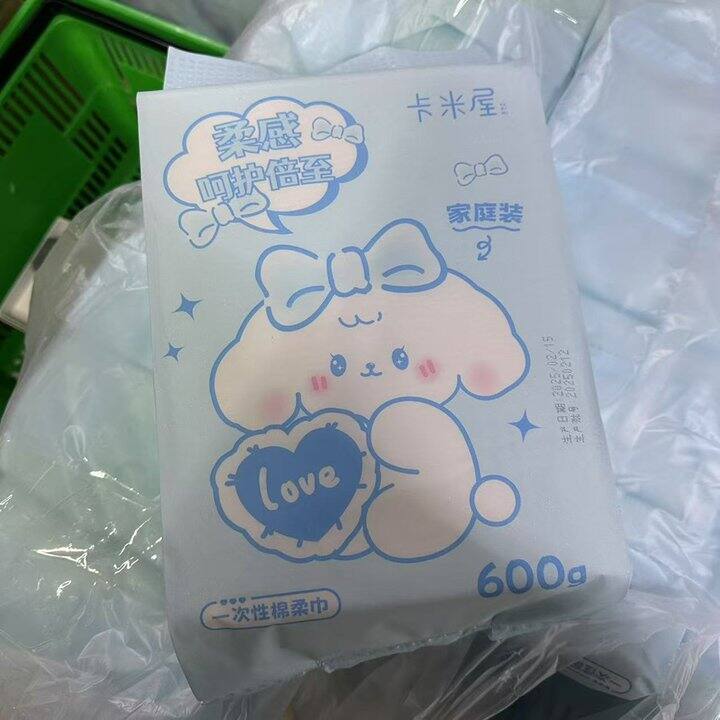 柔感
呵护倍至
卡米屋
家庭装
生产日期 2025/02/15
生产批号 20250212
Love
600g
一次性棉柔巾